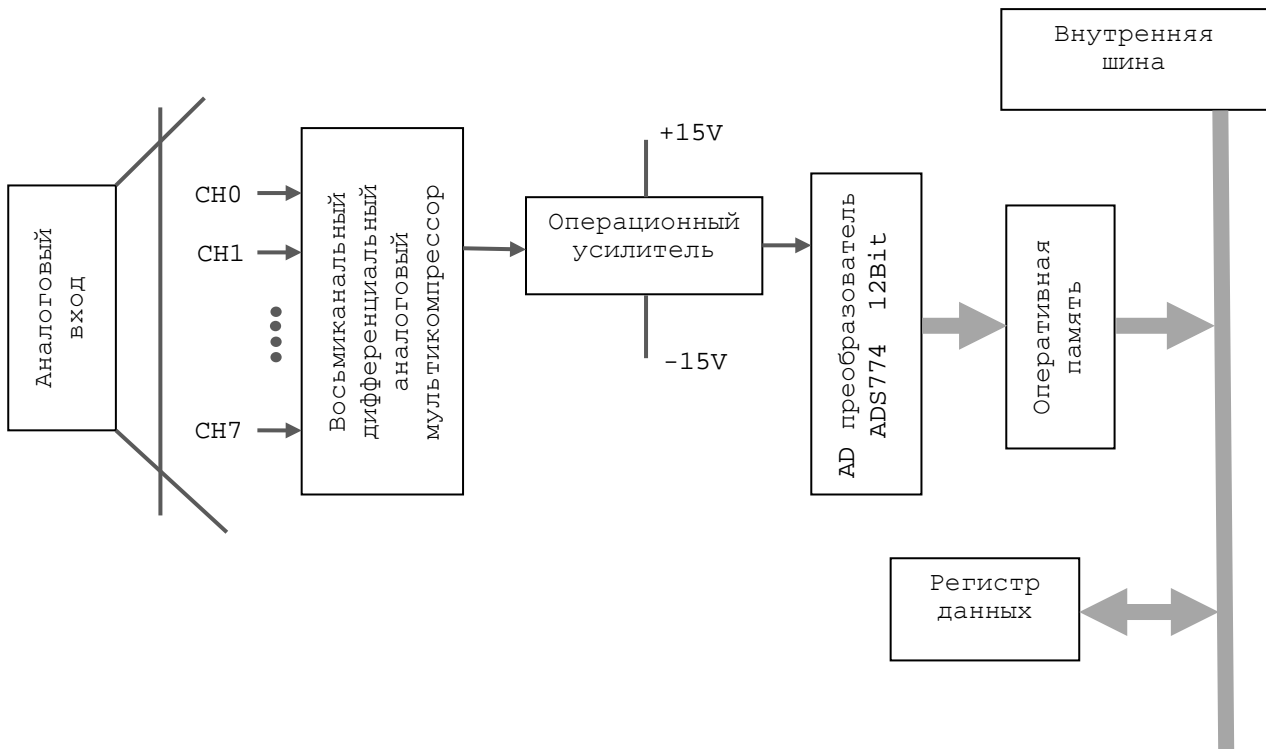 Внутренняя
шина
+15V
Аналоговый
вход
CH0
CH1
CH7
Восьмиканальный
дифференциальный
аналоговый
мультикомпрессор
Операционный
усилитель
-15V
AD преобразователь
ADS774 12Bit
Оперативная
память
Регистр
данных